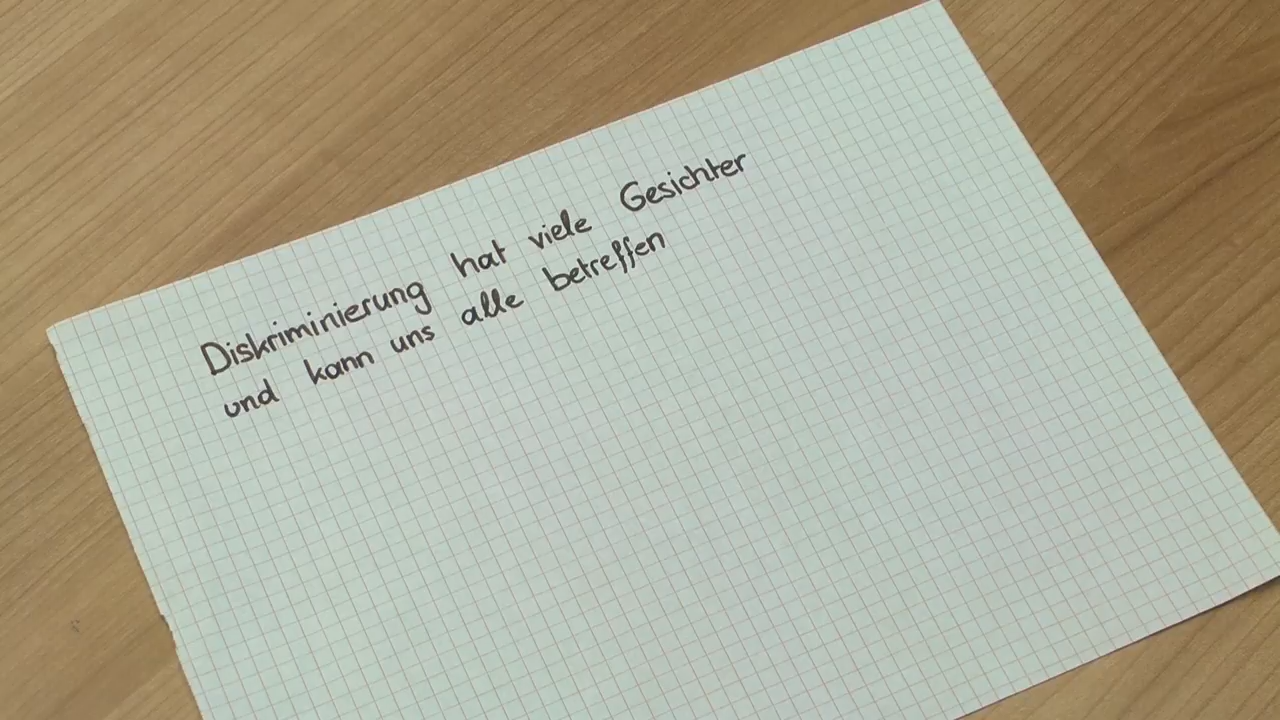 Diskriminierung hat viele Gesichter
und kann uns alle betreffen